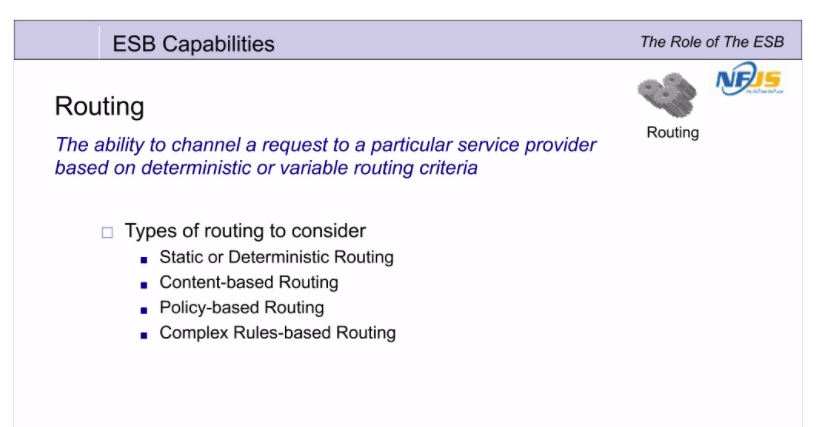 ESB Capabilities
The Role of The ESB
NFJS
Routing
Routing
The ability to channel a request to a particular service provider
based on deterministic or variable routing criteria
Types of routing to consider
Static or Deterministic Routing
Content-based Routing
Policy-based Routing
Complex Rules-based Routing